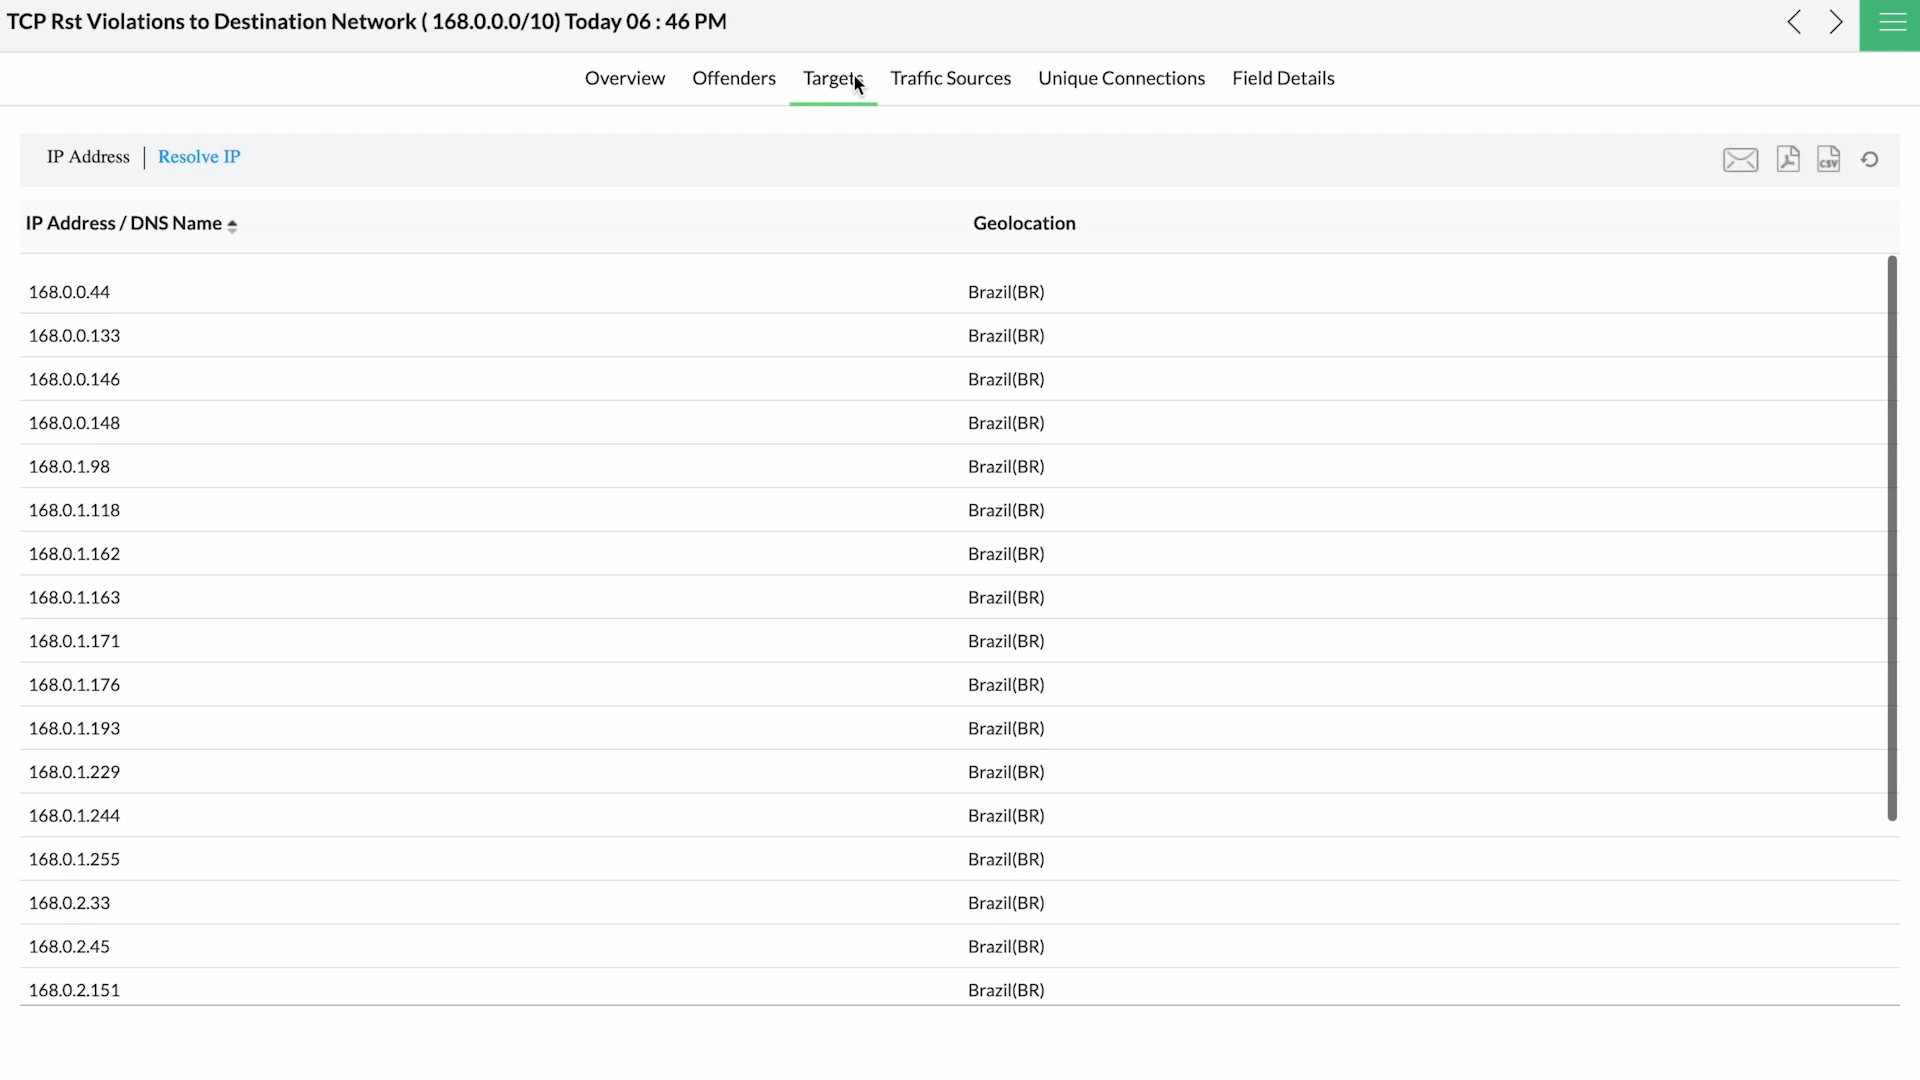 TCP Rst Violations to Destination Network ( 168.0.0.0/10) Today 06 : 46 PM
Overview Offenders Targets Traffic Sources Unique Connections Field Details
IP Address | Resolve IP CSV
IP Address / DNS Name Geolocation
168.0.0.44 Brazil(BR)
168.0.0.133 Brazil(BR)
168.0.0.146 Brazil(BR)
168.0.0.148 Brazil(BR)
168.0.1.98 Brazil(BR)
168.0.1.118 Brazil(BR)
168.0.1.162 Brazil(BR)
168.0.1.163 Brazil(BR)
168.0.1.171 Brazil(BR)
168.0.1.176 Brazil(BR)
168.0.1.193 Brazil(BR)
168.0.1.229 Brazil(BR)
168.0.1.244 Brazil(BR)
168.0.1.255 Brazil(BR)
168.0.2.33 Brazil(BR)
168.0.2.45 Brazil(BR)
168.0.2.151 Brazil(BR)